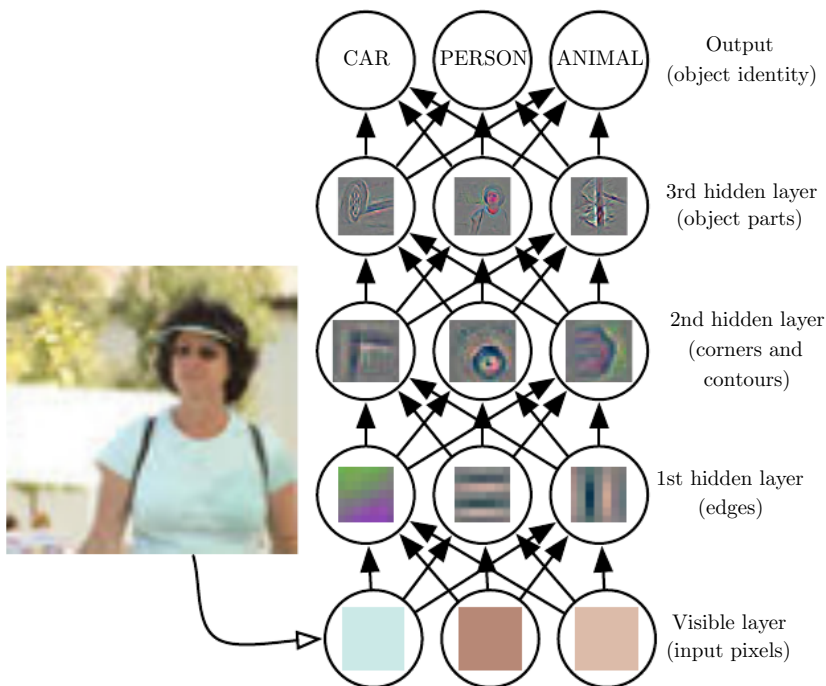 CAR PERSON ANIMAL
Output
(object identity)
3rd hidden layer
(object parts)
2nd hidden layer
(corners and
contours)
1st hidden layer
(edges)
Visible layer
(input pixels)